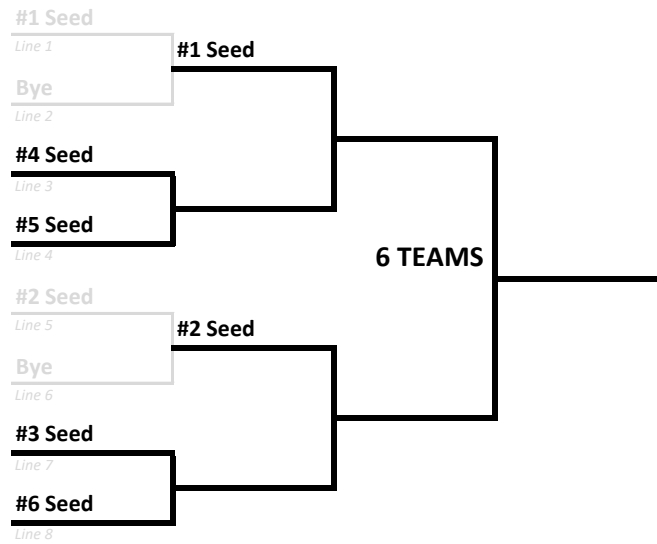 #1 Seed
Line 1
#1 Seed
Bye
Line 2
#4 Seed
Line 3
#5 Seed
Line 4
6 TEAMS
#2 Seed
Line 5
#2 Seed
Bye
Line 6
#3 Seed
Line 7
#6 Seed
Line 8